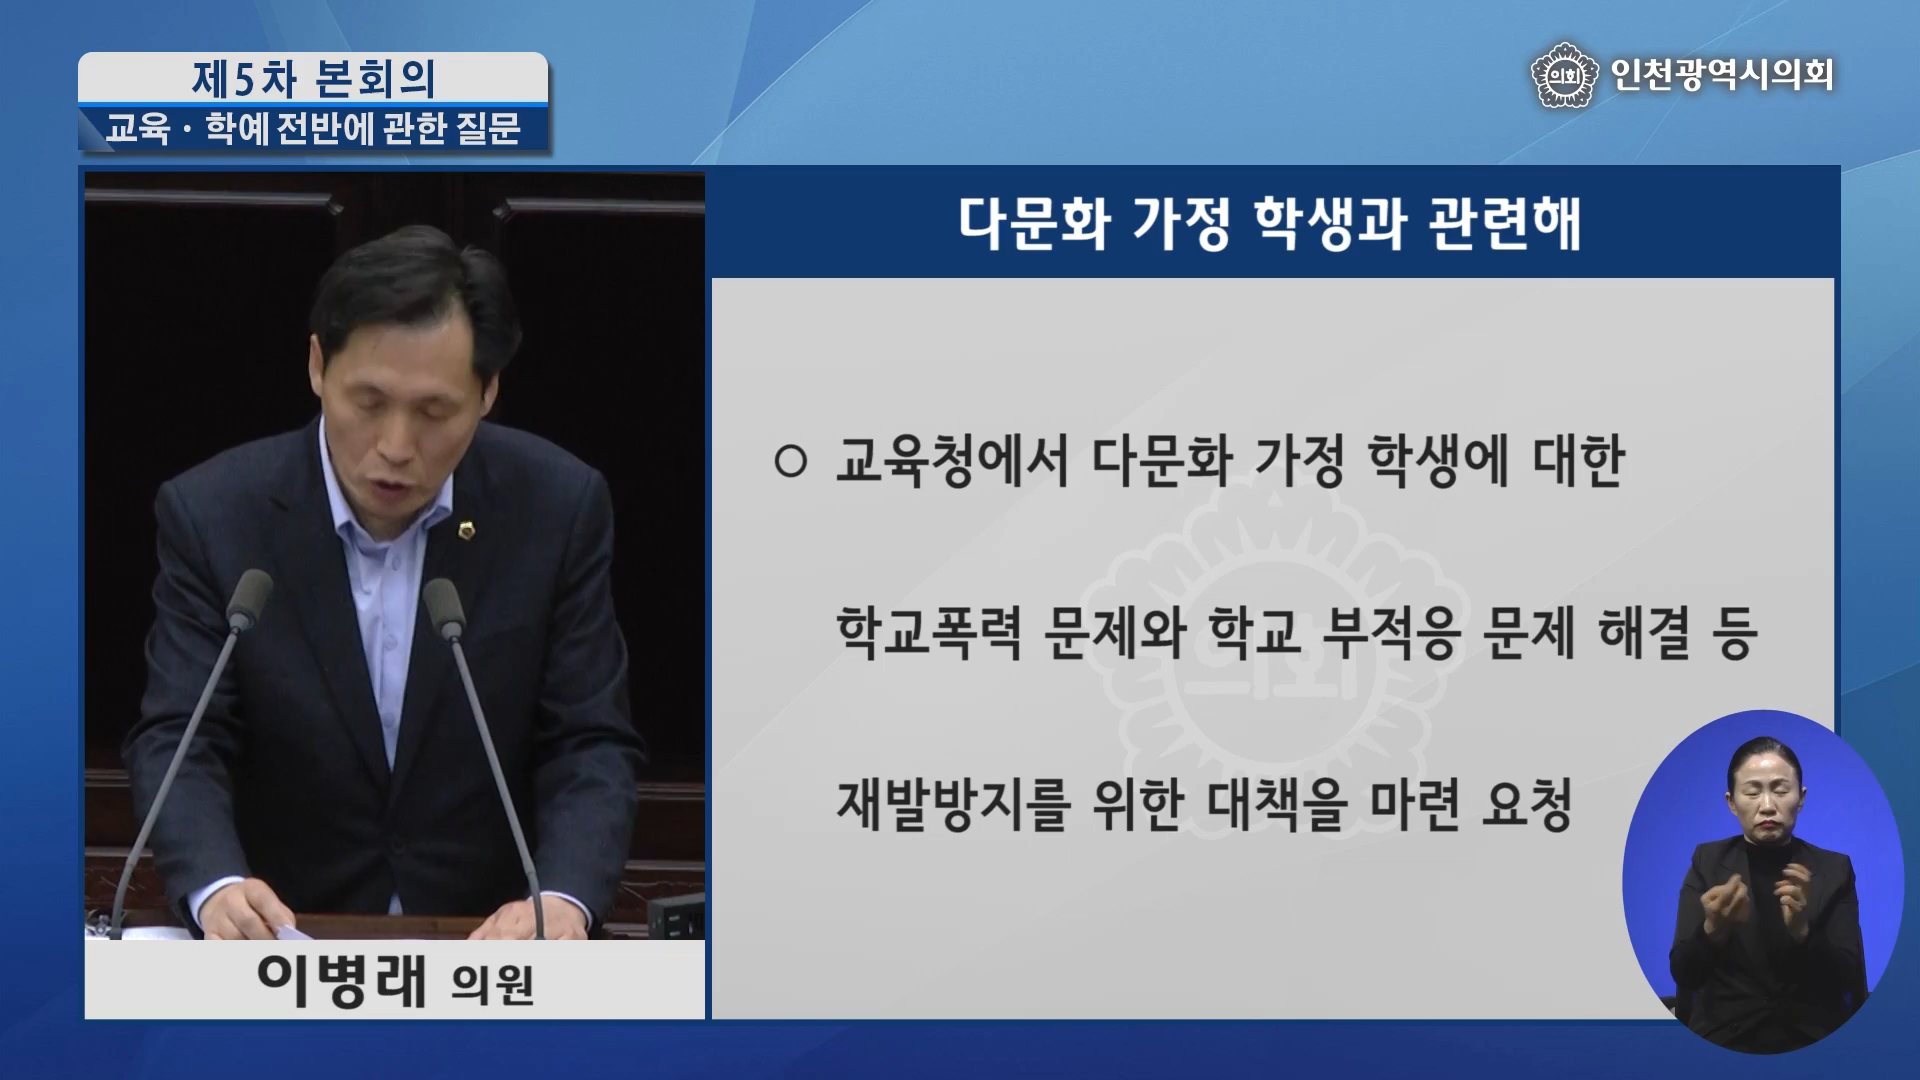 제5차 본회의
교육 · 학예 전반에 관한 질문
의회 인천광역시의회
다문화 가정 학생과 관련해
○ 교육청에서 다문화 가정 학생에 대한
학교폭력 문제와 학교 부적응 문제 해결 등
의회
재발방지를 위한 대책을 마련 요청
이병래 의원